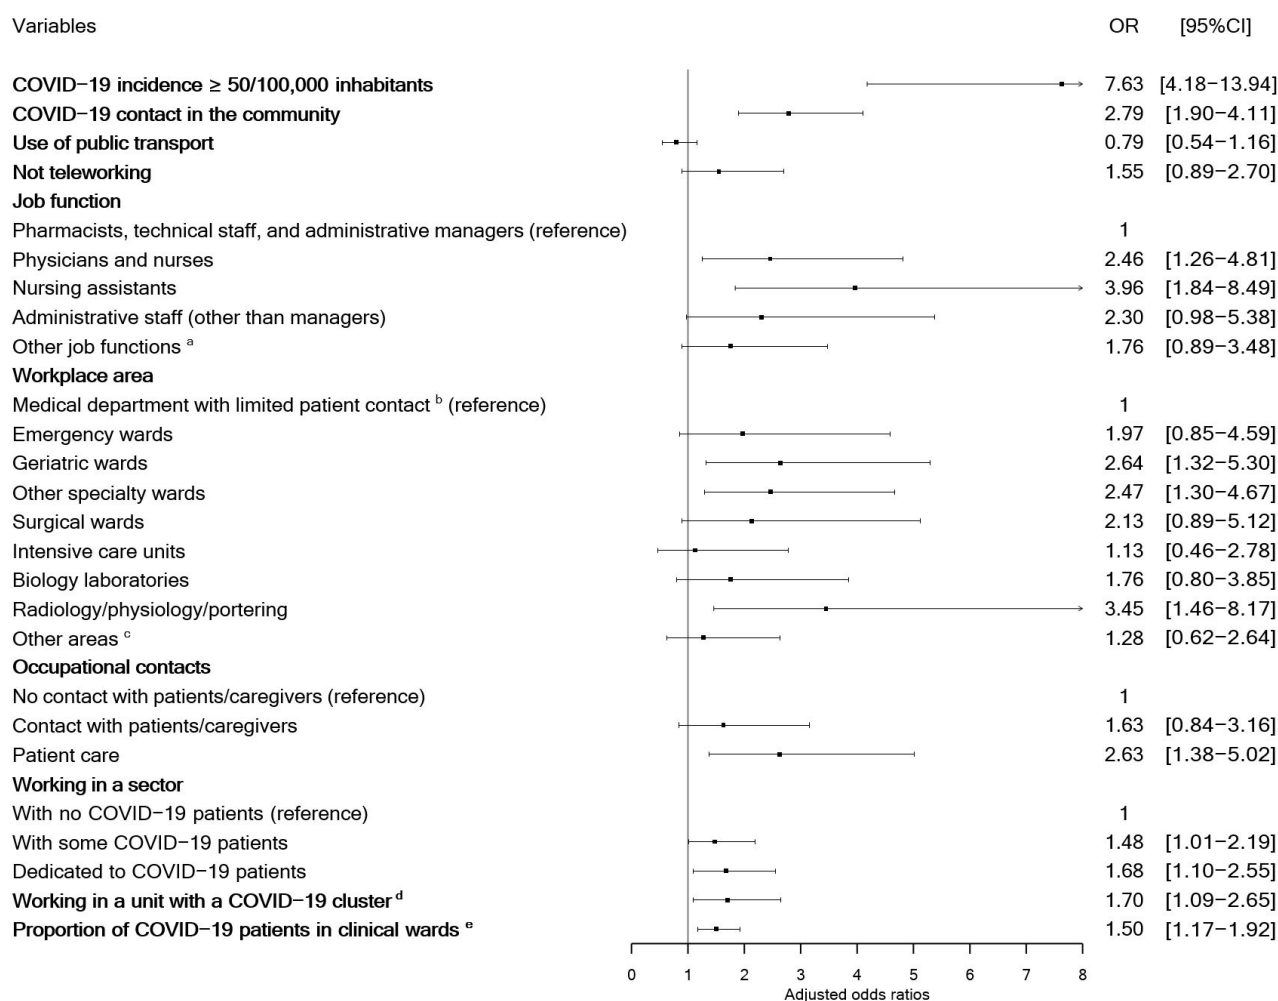 Variables OR [95%CI]
COVID−19 incidence ≥ 50/100,000 inhabitants 7.63 [4.18−13.94]
COVID−19 contact in the community 2.79 [1.90−4.11]
Use of public transport 0.79 [0.54−1.16]
Not teleworking 1.55 [0.89−2.70]
Job function
Pharmacists, technical staff, and administrative managers (reference) 1
Physicians and nurses 2.46 [1.26−4.81]
Nursing assistants 3.96 [1.84−8.49]
Administrative staff (other than managers) 2.30 [0.98−5.38]
Other job functions a 1.76 [0.89−3.48]
Workplace area
Medical department with limited patient contact b (reference) 1
Emergency wards 1.97 [0.85−4.59]
Geriatric wards 2.64 [1.32−5.30]
Other specialty wards 2.47 [1.30−4.67]
Surgical wards 2.13 [0.89−5.12]
Intensive care units 1.13 [0.46−2.78]
Biology laboratories 1.76 [0.80−3.85]
Radiology/physiology/portering 3.45 [1.46−8.17]
Other areas c 1.28 [0.62−2.64]
Occupational contacts
No contact with patients/caregivers (reference) 1
Contact with patients/caregivers 1.63 [0.84−3.16]
Patient care 2.63 [1.38−5.02]
Working in a sector
With no COVID−19 patients (reference) 1
With some COVID−19 patients 1.48 [1.01−2.19]
Dedicated to COVID−19 patients 1.68 [1.10−2.55]
Working in a unit with a COVID−19 cluster d 1.70 [1.09−2.65]
Proportion of COVID−19 patients in clinical wards e 1.50 [1.17−1.92]
0 1 2 3 4 5 6 7 8
Adjusted odds ratios